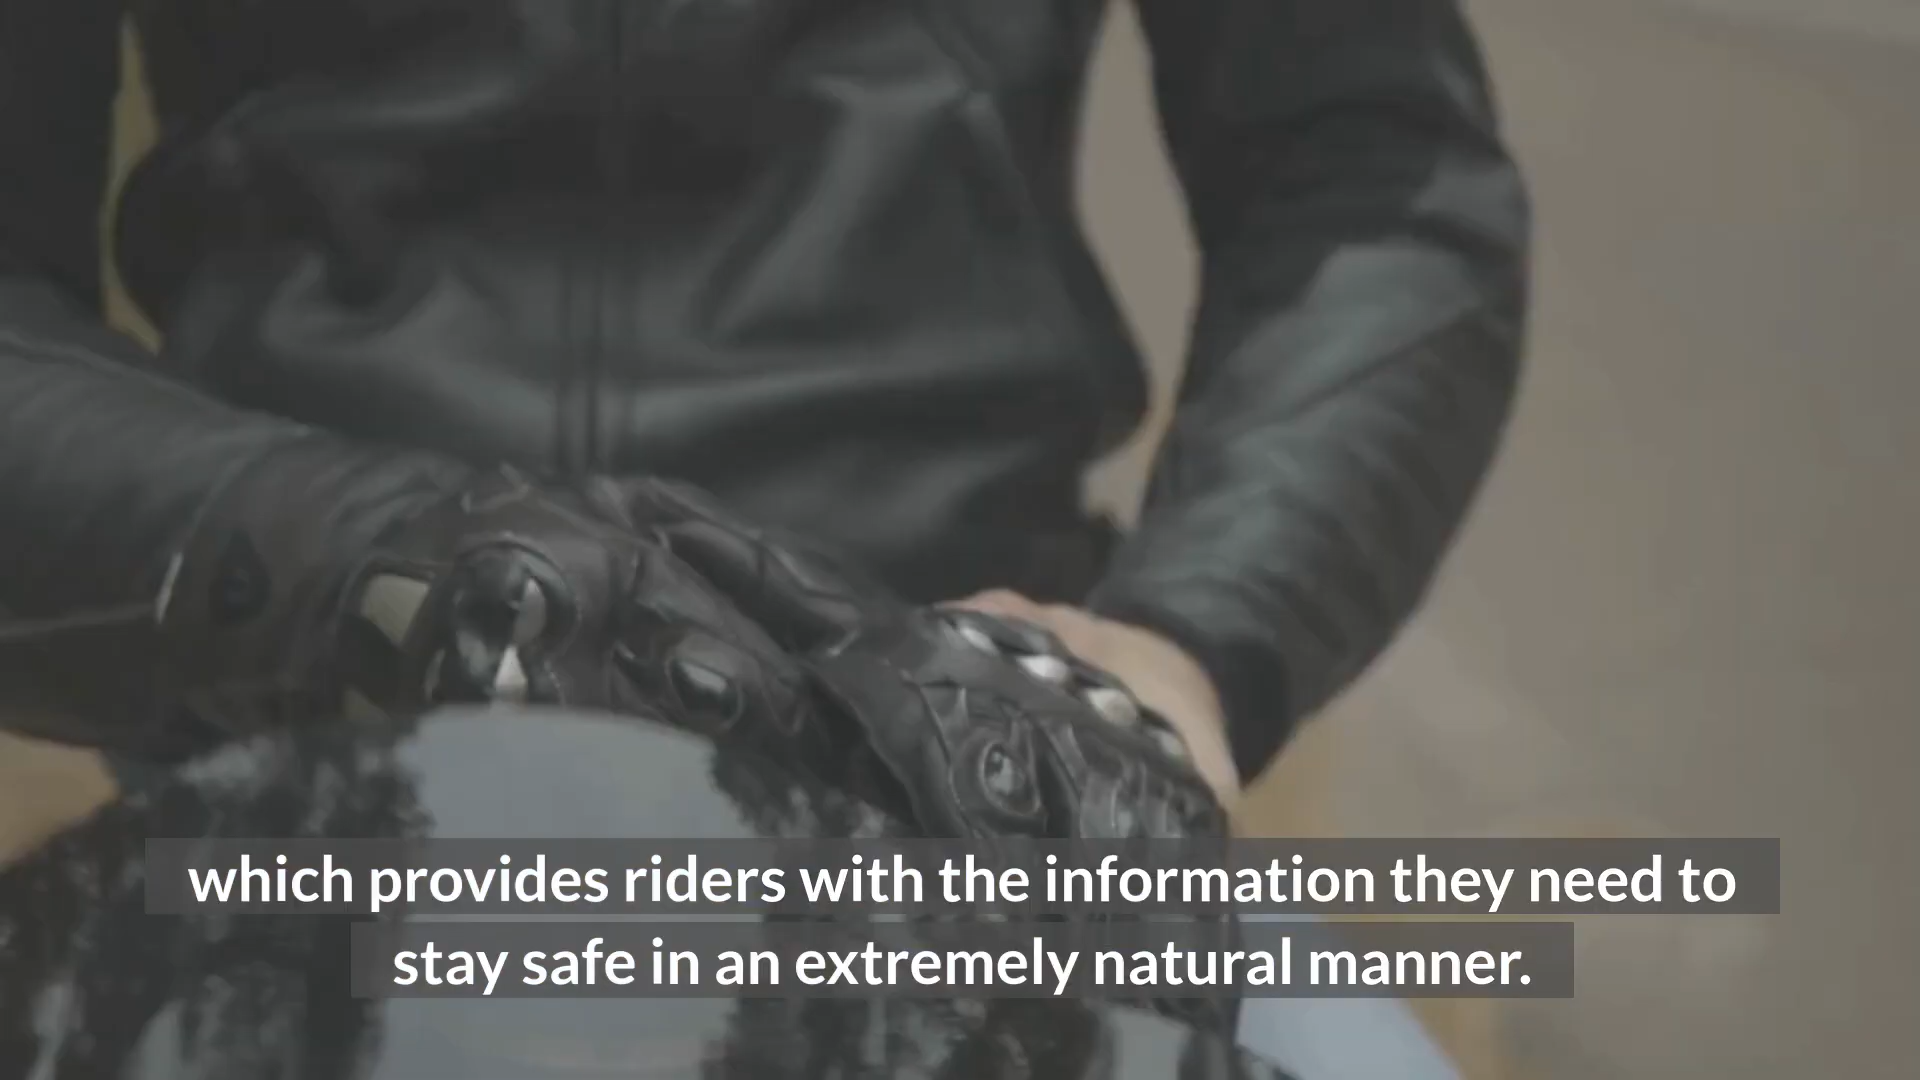 which provides riders with the information they need to
stay safe in an extremely natural manner.